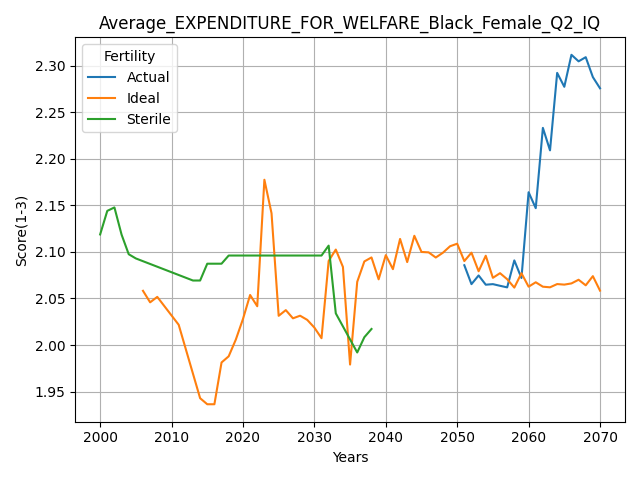 Average_EXPENDITURE_FOR_WELFARE_Black_Female_Q2_IQ
Fertility
Actual
Ideal
Sterile
Score(1-3)
2.30
2.25
2.20
2.15
2.10
2.05
2.00
1.95
2000 2010 2020 2030 2040 2050 2060 2070
Years